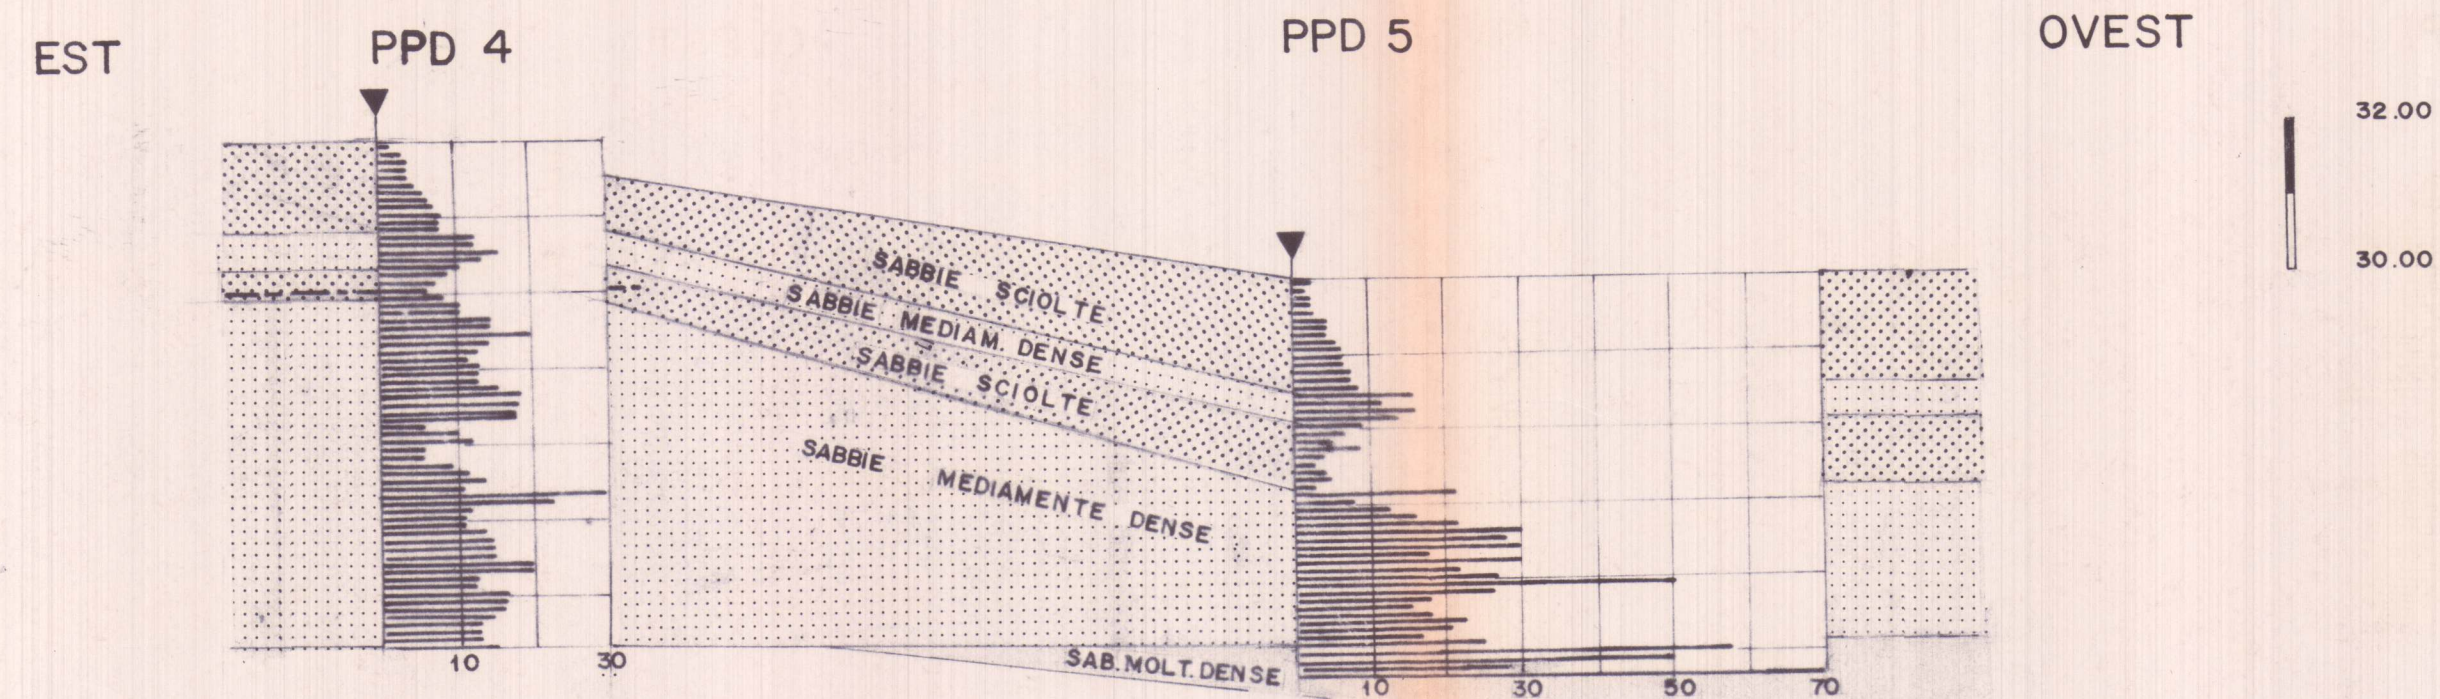 EST PPD 4 PPD 5 OVEST
32.00
30.00
SABBIE SCIOLTE
SABBIE MEDIAM. DENSE
SABBIE SCIOLTE
SABBIE MEDIAMENTE DENSE
SAB. MOLT. DENSE
10 30
10 30 50 70